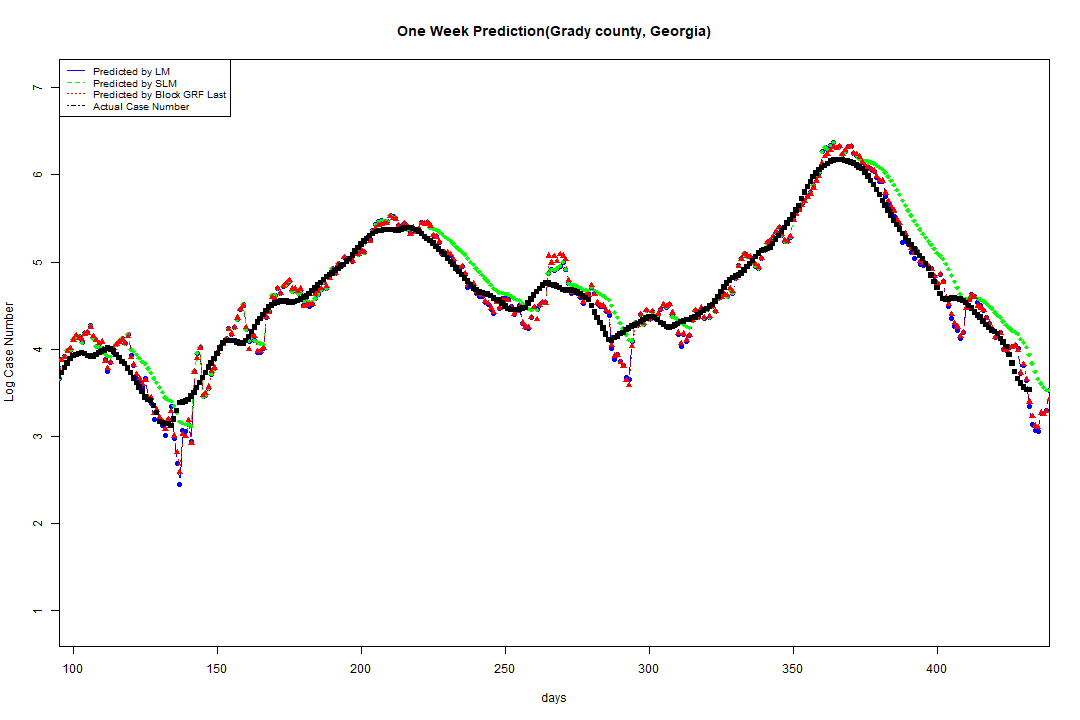 One Week Prediction(Grady county, Georgia)
Predicted by LM
Predicted by SLM
Predicted by Block GRF Last
Actual Case Number
7
6
5
4
3
2
1
Log Case Number
100 150 200 250 300 350 400
days